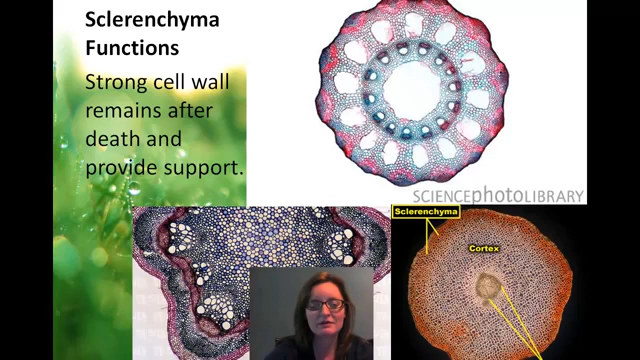 Sclerenchyma
Functions
Strong cell wall
remains after
death and
provide support.
SCIENCEPHOTOLIBRARY
Sclerenchyma
Cortex